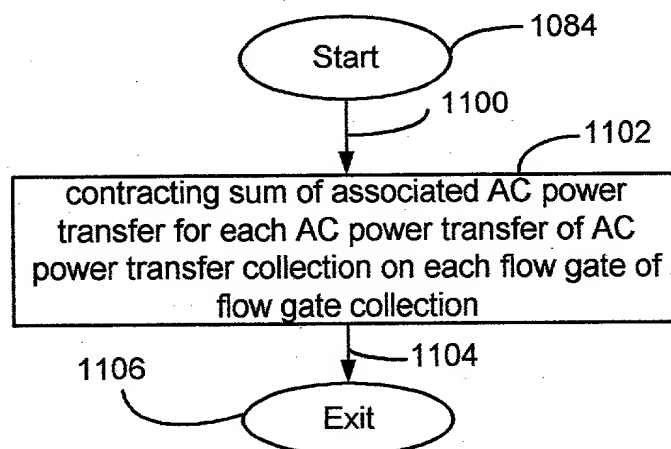 Start
1084
1100
1102
contracting sum of associated AC power
transfer for each AC power transfer of AC
power transfer collection on each flow gate of
flow gate collection
1104
1106
Exit